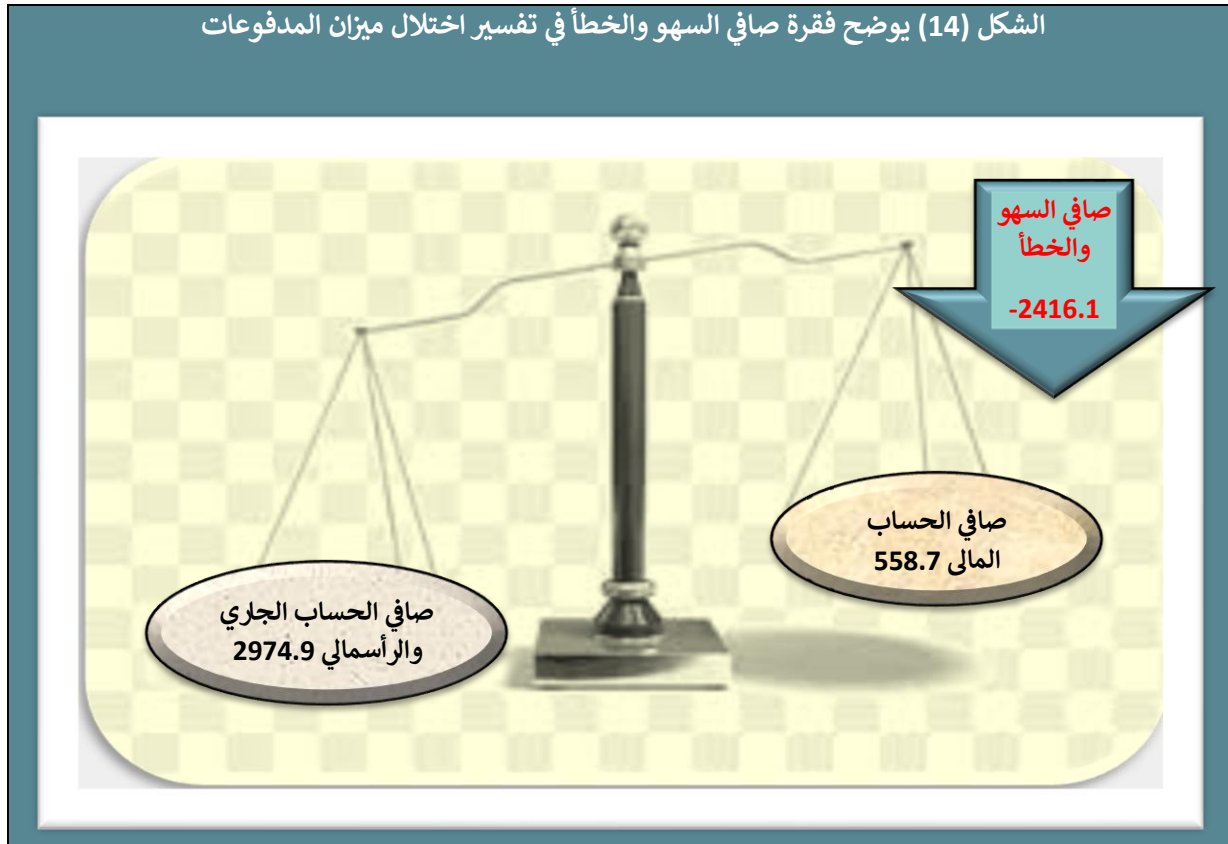 الشكل (14) يوضح فقرة صافي السهو والخطأ في تفسير اختلال ميزان المدفوعات
صافي السهو
والخطأ
-2416.1
صافي الحساب
المالى 558.7
صافي الحساب الجاري
والرأسمالي 2974.9